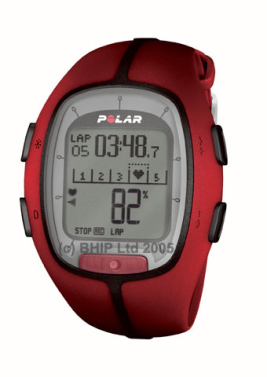 POLAR
LAP
05 03:48.7
1 2 3 5
82%
STOP LAP
(c) BHIP Ltd 2005